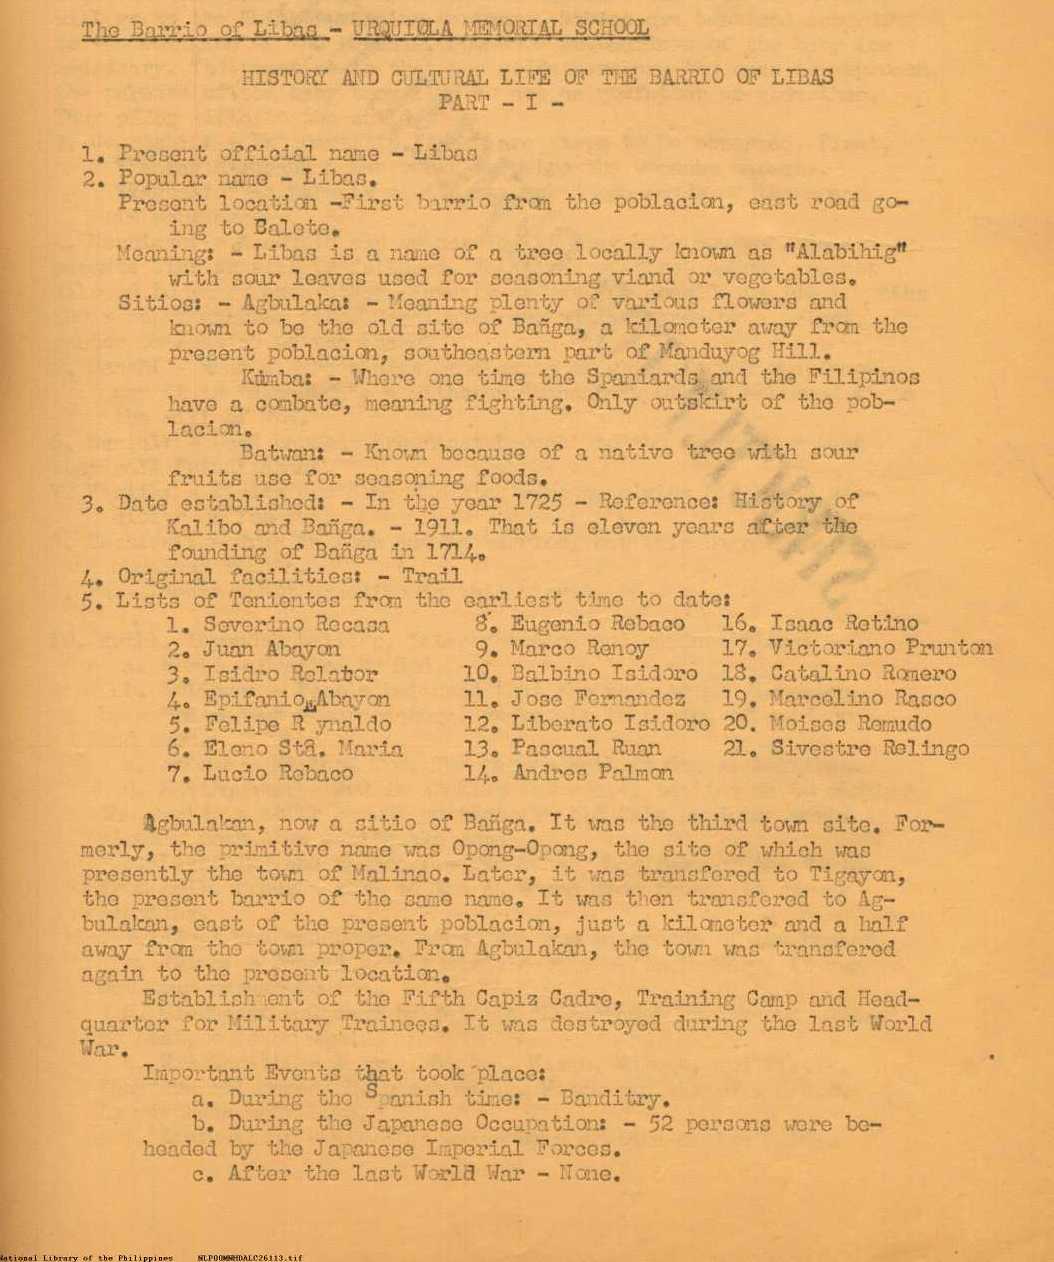 The Barrio of Libas - URQUIOLA MEMORIAL SCHOOL
HISTORY AND CULTURAL LIFE OF THE BARRIO OF LIBAS
PART - I -
1. Present official name - Libas
2. Popular name - Libas.
Present location -First barrio from the poblacion, east road go-
ing to Balete.
Meaning: - Libas is a name of a tree locally known as "Alabihig"
with sour leaves used for seasoning viand or vegetables.
Sitios: - Agbulaka: - Meaning plenty of various flowers and
known to be the old site of Bañga, a kilometer away from the
present poblacion, southeastern part of Manduyog Hill.
Kumba: - Where one time the Spaniards and the Filipinos
have a combate, meaning fighting. Only outskirt of the pob-
lacion.
Batwan: - Known because of a native tree with sour
fruits use for seasoning foods.
3. Date established: - In the year 1725 - Reference: History of
Kalibo and Bañga. - 1911. That is eleven years after the
founding of Bañga in 1714.
4. Original facilities: - Trail
5. Lists of Tenientes from the earliest time to date:
1. Severino Recasa 8. Eugenio Rebaco 16. Isaac Retino
2. Juan Abayon 9. Marco Renoy 17. Victoriano Prunton
3. Isidro Relator 10. Balbino Isidoro 18. Catalino Romero
4. Epifanio Abayon 11. Jose Fernandez 19. Marcelino Rasco
5. Felipe R ynaldo 12. Liberato Isidoro 20. Moises Remudo
6. Eleno Sta. Maria 13. Pascual Ruan 21. Sivestre Relingo
7. Lucio Rebaco 14. Andres Palmon
Agbulakan, now a sitio of Bañga. It was the third town site. For-
merly, the primitive name was Opong-Opong, the site of which was
presently the town of Malinao. Later, it was transfered to Tigayon,
the present barrio of the same name. It was then transfered to Ag-
bulakan, east of the present poblacion, just a kilometer and a half
away from the town proper. From Agbulakan, the town was transfered
again to the present location.
Establishment of the Fifth Capiz Cadre, Training Camp and Head-
quarter for Military Trainees. It was destroyed during the last World
War.
Important Events that took place:
a. During the Spanish time: - Banditry.
b. During the Japanese Occupation: - 52 persons were be-
headed by the Japanese Imperial Forces.
c. After the last World War - None.
National Library of the Philippines NLPOOMNHDALC26113.tif